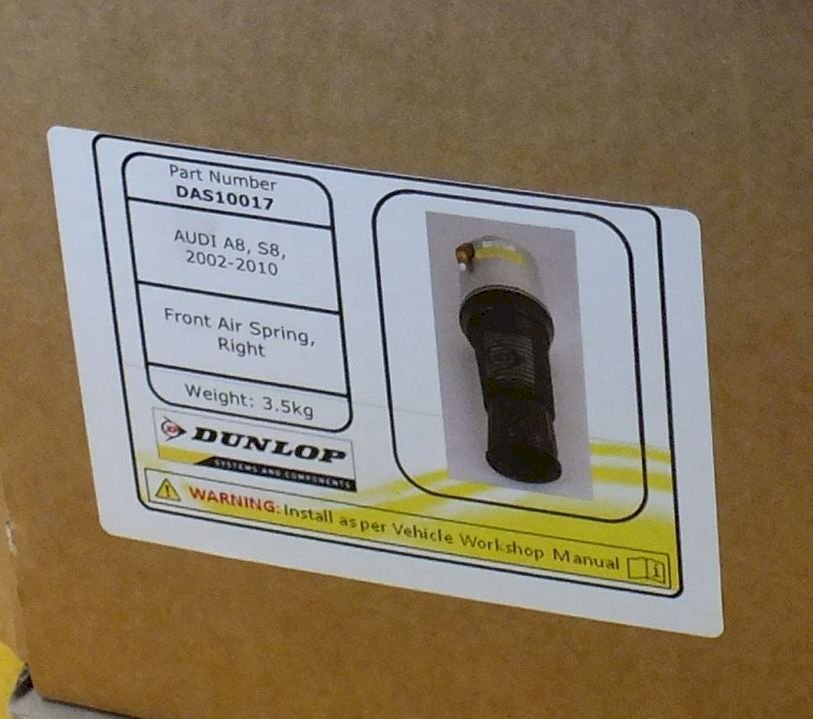 Part Number
DAS10017
AUDI A8, S8,
2002-2010
Front Air Spring,
Right
Weight: 3.5kg
DUNLOP
SYSTEMS AND COMPONENTS
WARNING: Install as per Vehicle Workshop Manual